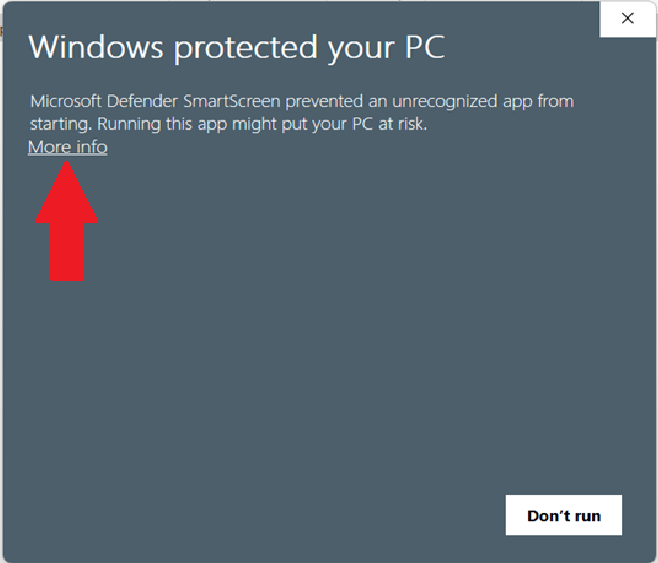 Windows protected your PC
Microsoft Defender SmartScreen prevented an unrecognized app from
starting. Running this app might put your PC at risk.
More info
Don't run